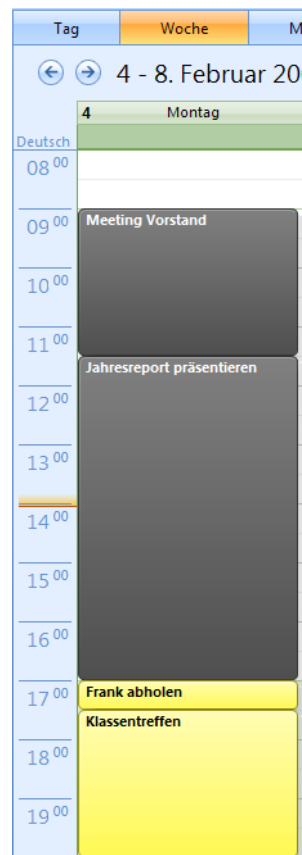 Tag Woche M
4 - 8. Februar 20
4 Montag
Deutsch
08 00
09 00 Meeting Vorstand
10 00
11 00
Jahresreport präsentieren
12 00
13 00
14 00
15 00
16 00
17 00 Frank abholen
Klassentreffen
18 00
19 00